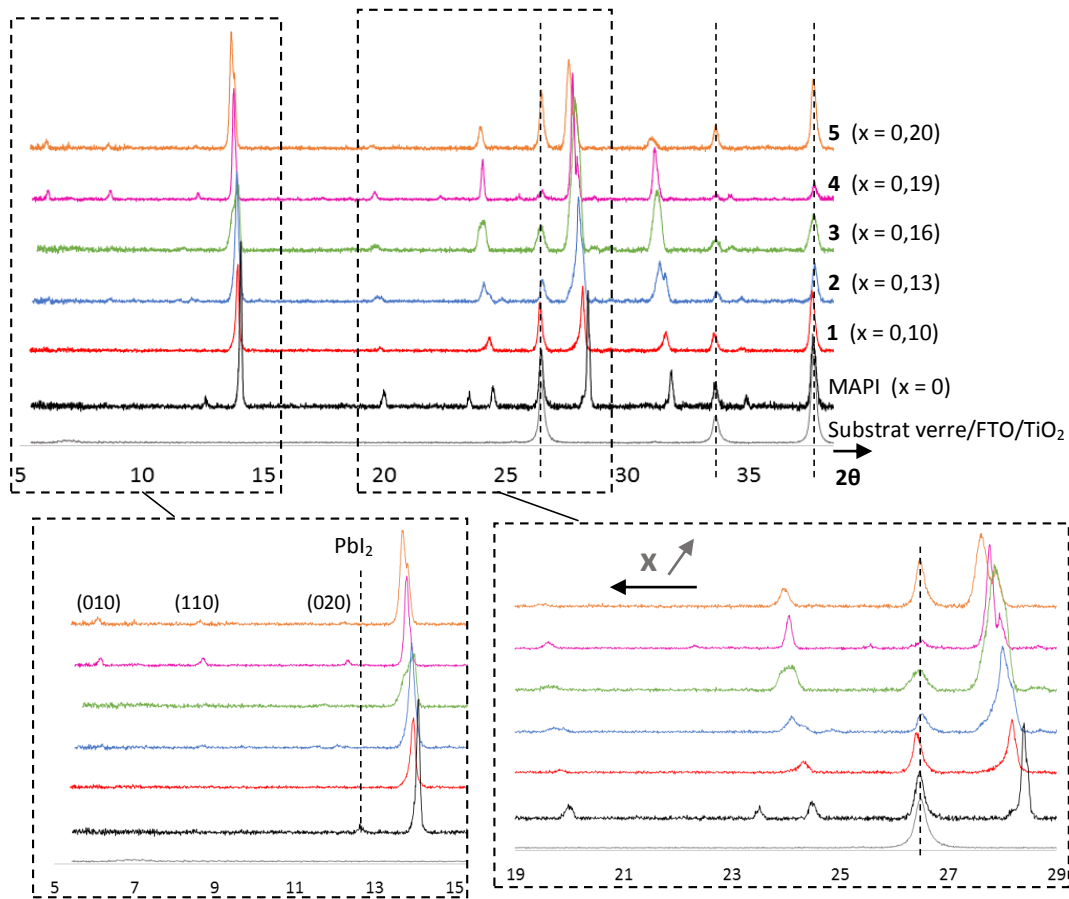 5 (x = 0,20)
4 (x = 0,19)
3 (x = 0,16)
2 (x = 0,13)
1 (x = 0,10)
MAPI (x = 0)
Substrat verre/FTO/TiO₂
5 10 15 20 25 30 35 2θ
PbI₂
(010) (110) (020)
5 7 9 11 13 15
X
19 21 23 25 27 29